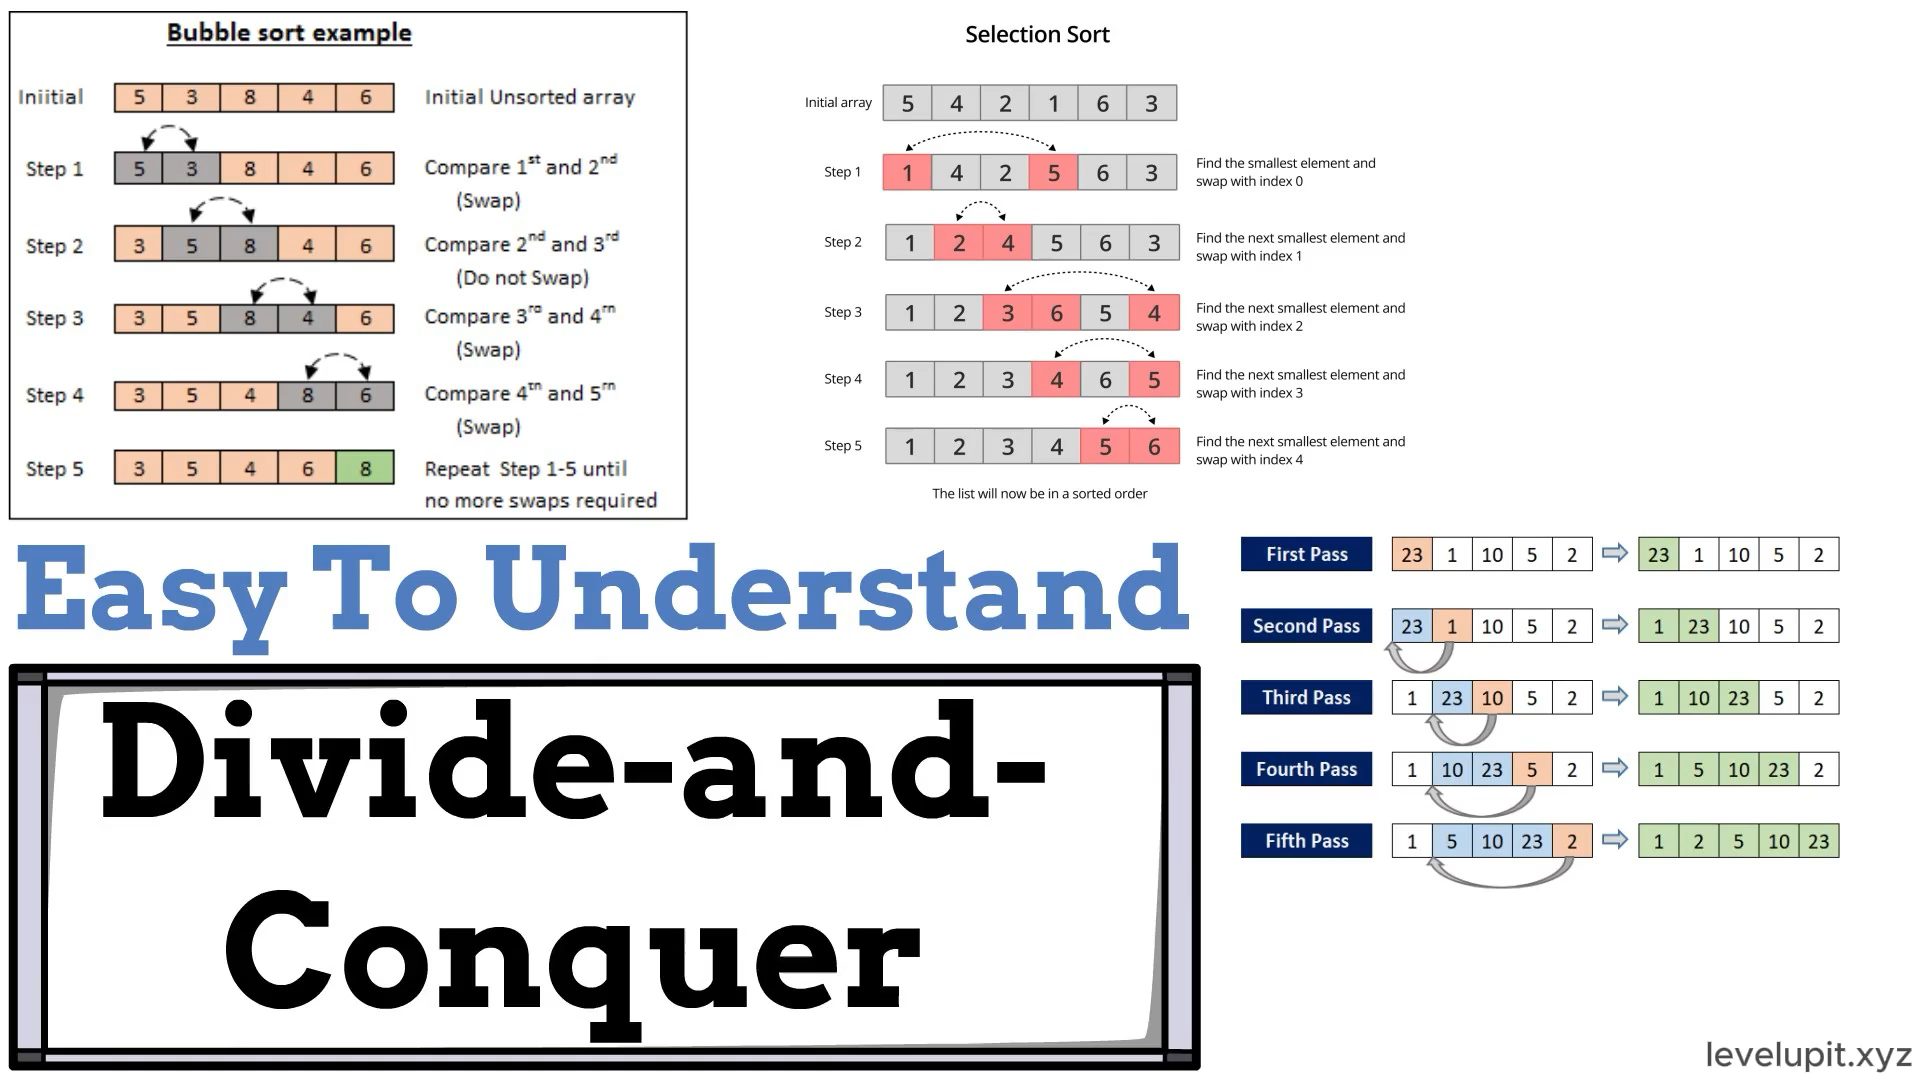 Bubble sort example
Iniitial 5 3 8 4 6 Initial Unsorted array
Step 1 5 3 8 4 6 Compare 1st and 2nd
(Swap)
Step 2 3 5 8 4 6 Compare 2nd and 3rd
(Do not Swap)
Step 3 3 5 8 4 6 Compare 3rd and 4th
(Swap)
Step 4 3 5 4 8 6 Compare 4th and 5th
(Swap)
Step 5 3 5 4 6 8 Repeat Step 1-5 until
no more swaps required
Selection Sort
Initial array 5 4 2 1 6 3
Step 1 1 4 2 5 6 3 Find the smallest element and
swap with index 0
Step 2 1 2 4 5 6 3 Find the next smallest element and
swap with index 1
Step 3 1 2 3 6 5 4 Find the next smallest element and
swap with index 2
Step 4 1 2 3 4 6 5 Find the next smallest element and
swap with index 3
Step 5 1 2 3 4 5 6 Find the next smallest element and
swap with index 4
The list will now be in a sorted order
Easy To Understand
Divide-and-
Conquer
First Pass 23 1 10 5 2 23 1 10 5 2
Second Pass 23 1 10 5 2 1 23 10 5 2
Third Pass 1 23 10 5 2 1 10 23 5 2
Fourth Pass 1 10 23 5 2 1 5 10 23 2
Fifth Pass 1 5 10 23 2 1 2 5 10 23
levelupit.xyz